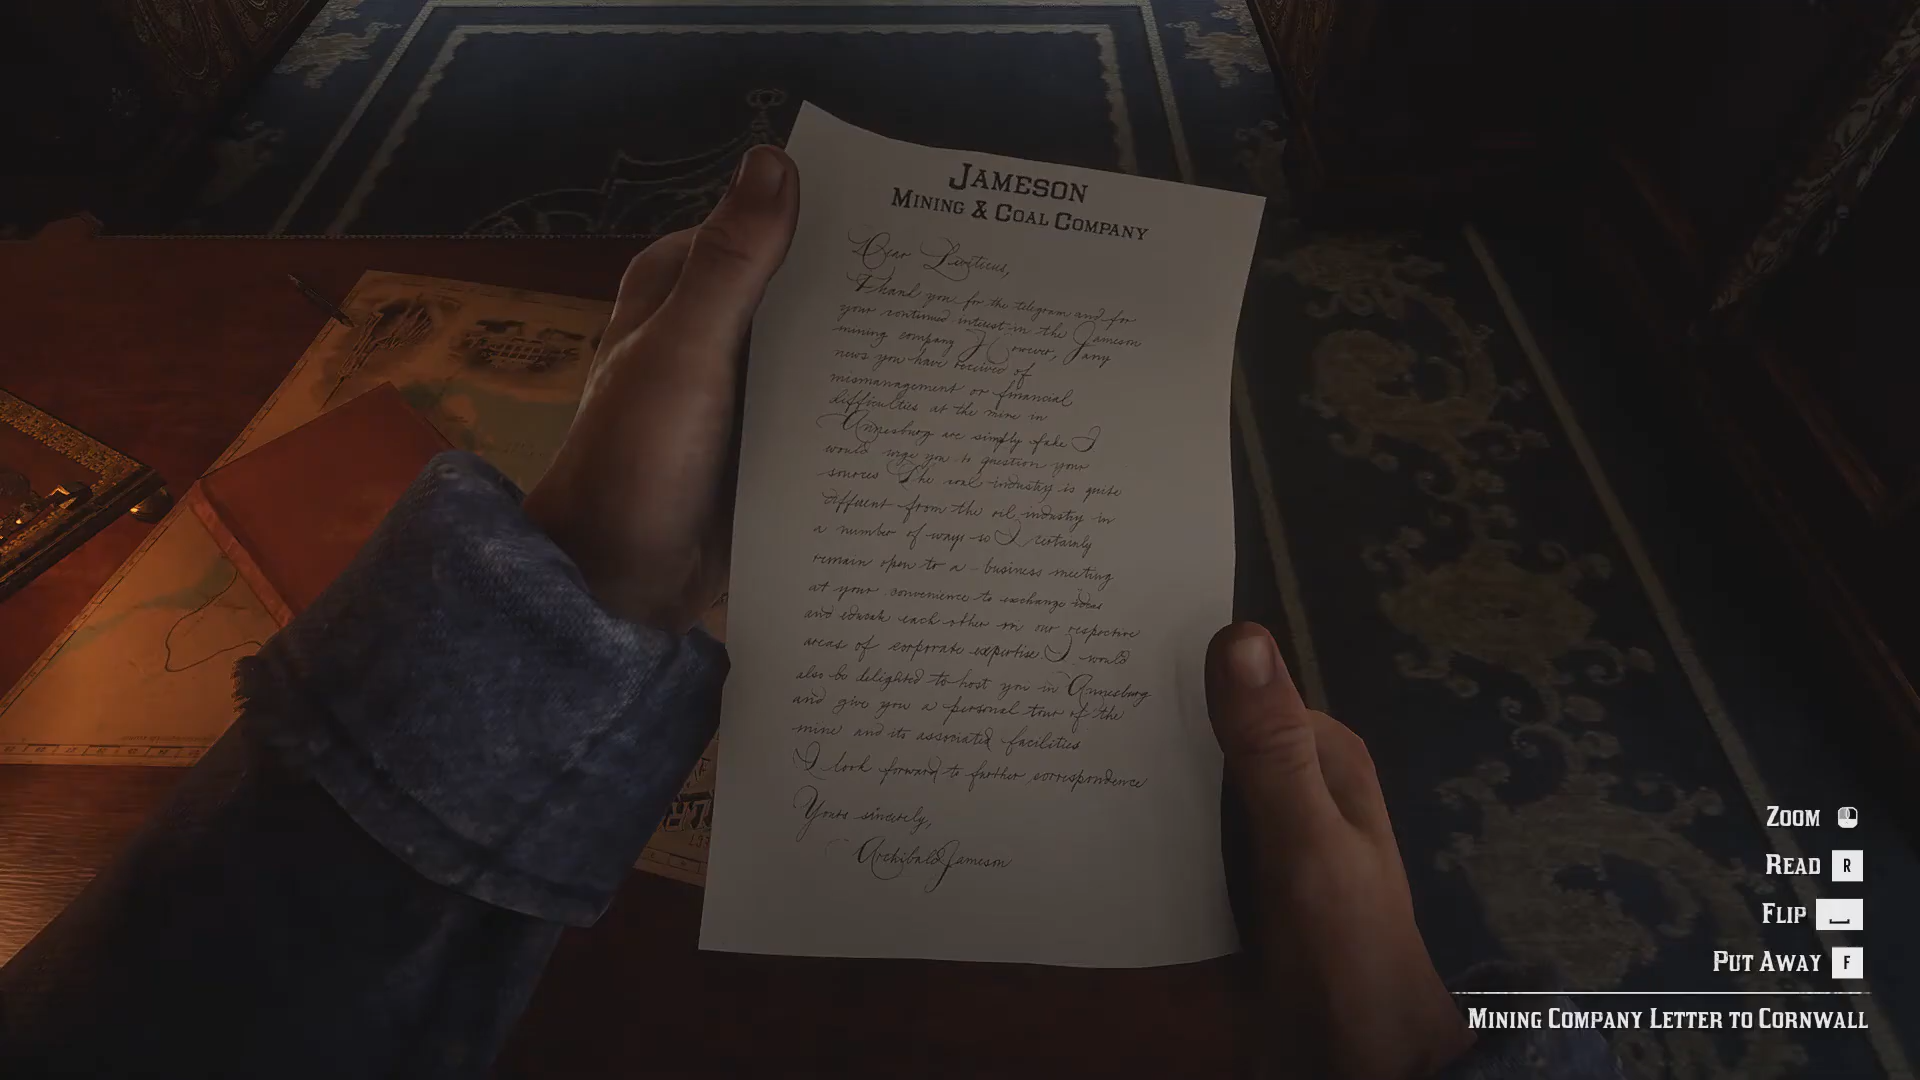 JAMESON
MINING & COAL COMPANY
Dear Leviticus,
Thank you for the telegram and for
your continued interest in the Jameson
mining company However, any
news you have received of
mismanagement or financial
difficulties at the mine in
Annesburg are simply fake I
would urge you to question your
sources The coal industry is quite
different from the oil industry in
a number of ways so I certainly
remain open to a business meeting
at your convenience to exchange ideas
and educate each other on our respective
areas of corporate expertise I would
also be delighted to host you in Annesburg
and give you a personal tour of the
mine and its associated facilities
I look forward to further correspondence
Yours sincerely,
Archibald Jameson
ZOOM
READ R
FLIP
PUT AWAY F
MINING COMPANY LETTER TO CORNWALL